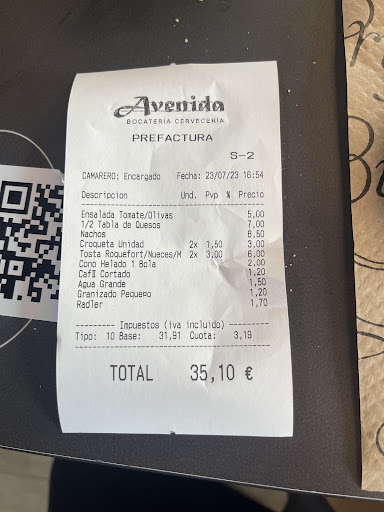 Avenida
BOCATERIA CERVECERIA
PREFACTURA
S-2
CAMARERO: Encargado Fecha: 23/07/23 16:54
Descripcion Und. Pvp % Precio
Ensalada Tomate/Olivas 5,00
1/2 Tabla de Quesos 7,00
Nachos 6,50
Croqueta Unidad 2x 1,50 3,00
Tosta Roquefort/Nueces/M 2x 3,00 6,00
Cono Helado 1 Bola 2,00
Cafll Cortado 1,20
Agua Grande 1,50
Granizado Pequeno 1,20
Radler 1,70
--------- Impuestos (iva incluido) ---------
Tipo: 10 Base: 31,91 Cuota: 3,19
TOTAL 35,10 €